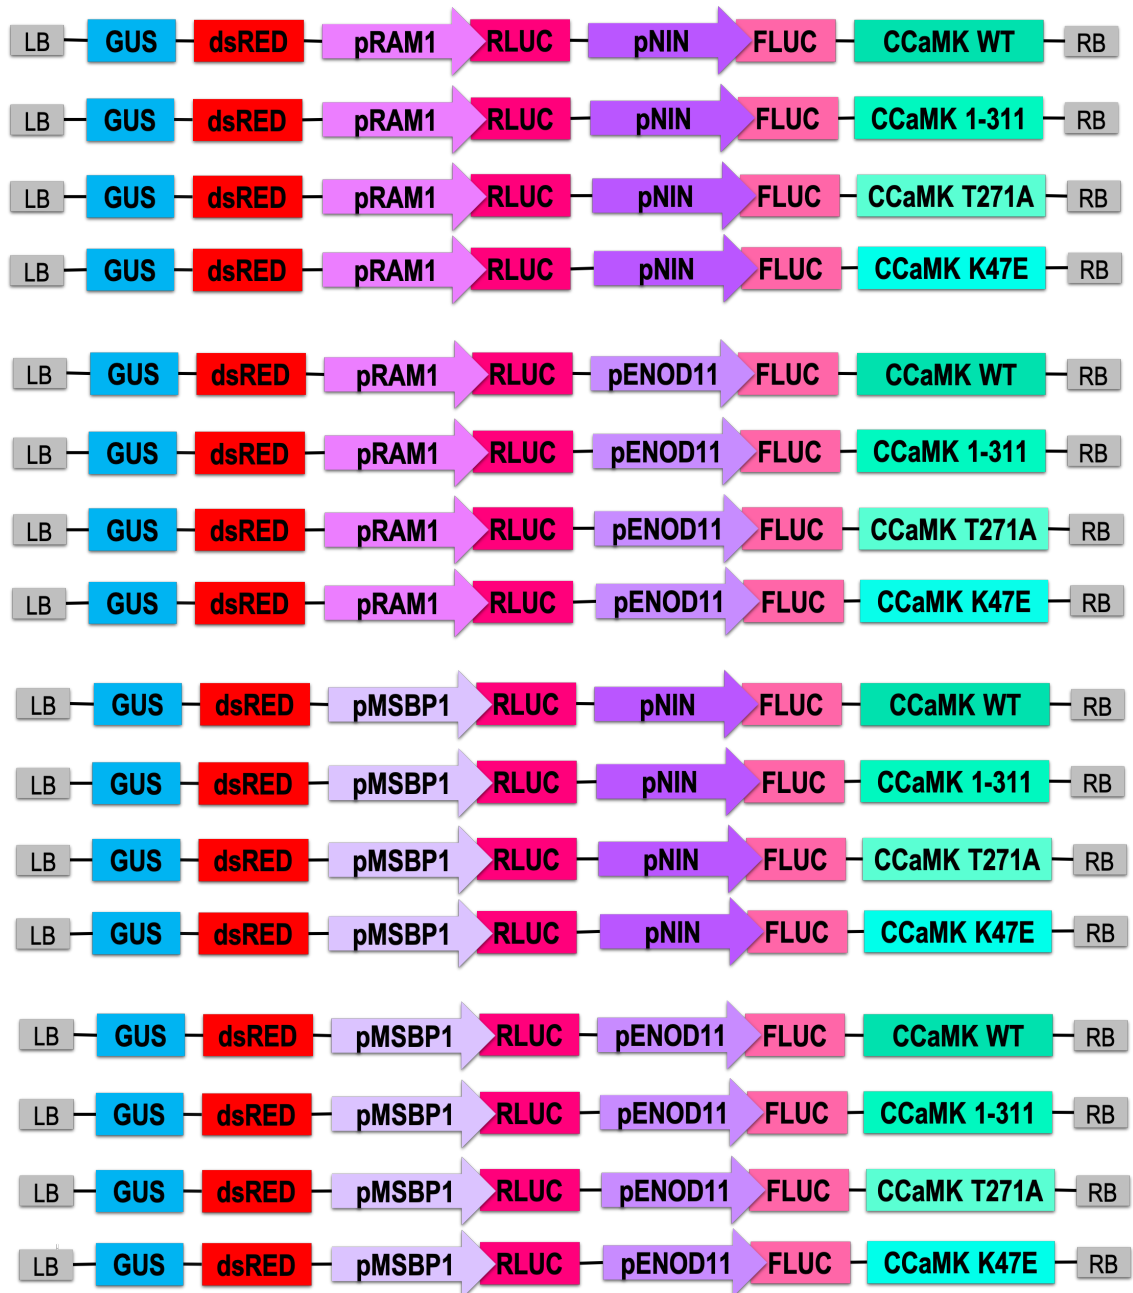 LB GUS dsRED pRAM1 RLUC pNIN FLUC CCaMK WT RB
LB GUS dsRED pRAM1 RLUC pNIN FLUC CCaMK 1-311 RB
LB GUS dsRED pRAM1 RLUC pNIN FLUC CCaMK T271A RB
LB GUS dsRED pRAM1 RLUC pNIN FLUC CCaMK K47E RB
LB GUS dsRED pRAM1 RLUC pENOD11 FLUC CCaMK WT RB
LB GUS dsRED pRAM1 RLUC pENOD11 FLUC CCaMK 1-311 RB
LB GUS dsRED pRAM1 RLUC pENOD11 FLUC CCaMK T271A RB
LB GUS dsRED pRAM1 RLUC pENOD11 FLUC CCaMK K47E RB
LB GUS dsRED pMSBP1 RLUC pNIN FLUC CCaMK WT RB
LB GUS dsRED pMSBP1 RLUC pNIN FLUC CCaMK 1-311 RB
LB GUS dsRED pMSBP1 RLUC pNIN FLUC CCaMK T271A RB
LB GUS dsRED pMSBP1 RLUC pNIN FLUC CCaMK K47E RB
LB GUS dsRED pMSBP1 RLUC pENOD11 FLUC CCaMK WT RB
LB GUS dsRED pMSBP1 RLUC pENOD11 FLUC CCaMK 1-311 RB
LB GUS dsRED pMSBP1 RLUC pENOD11 FLUC CCaMK T271A RB
LB GUS dsRED pMSBP1 RLUC pENOD11 FLUC CCaMK K47E RB